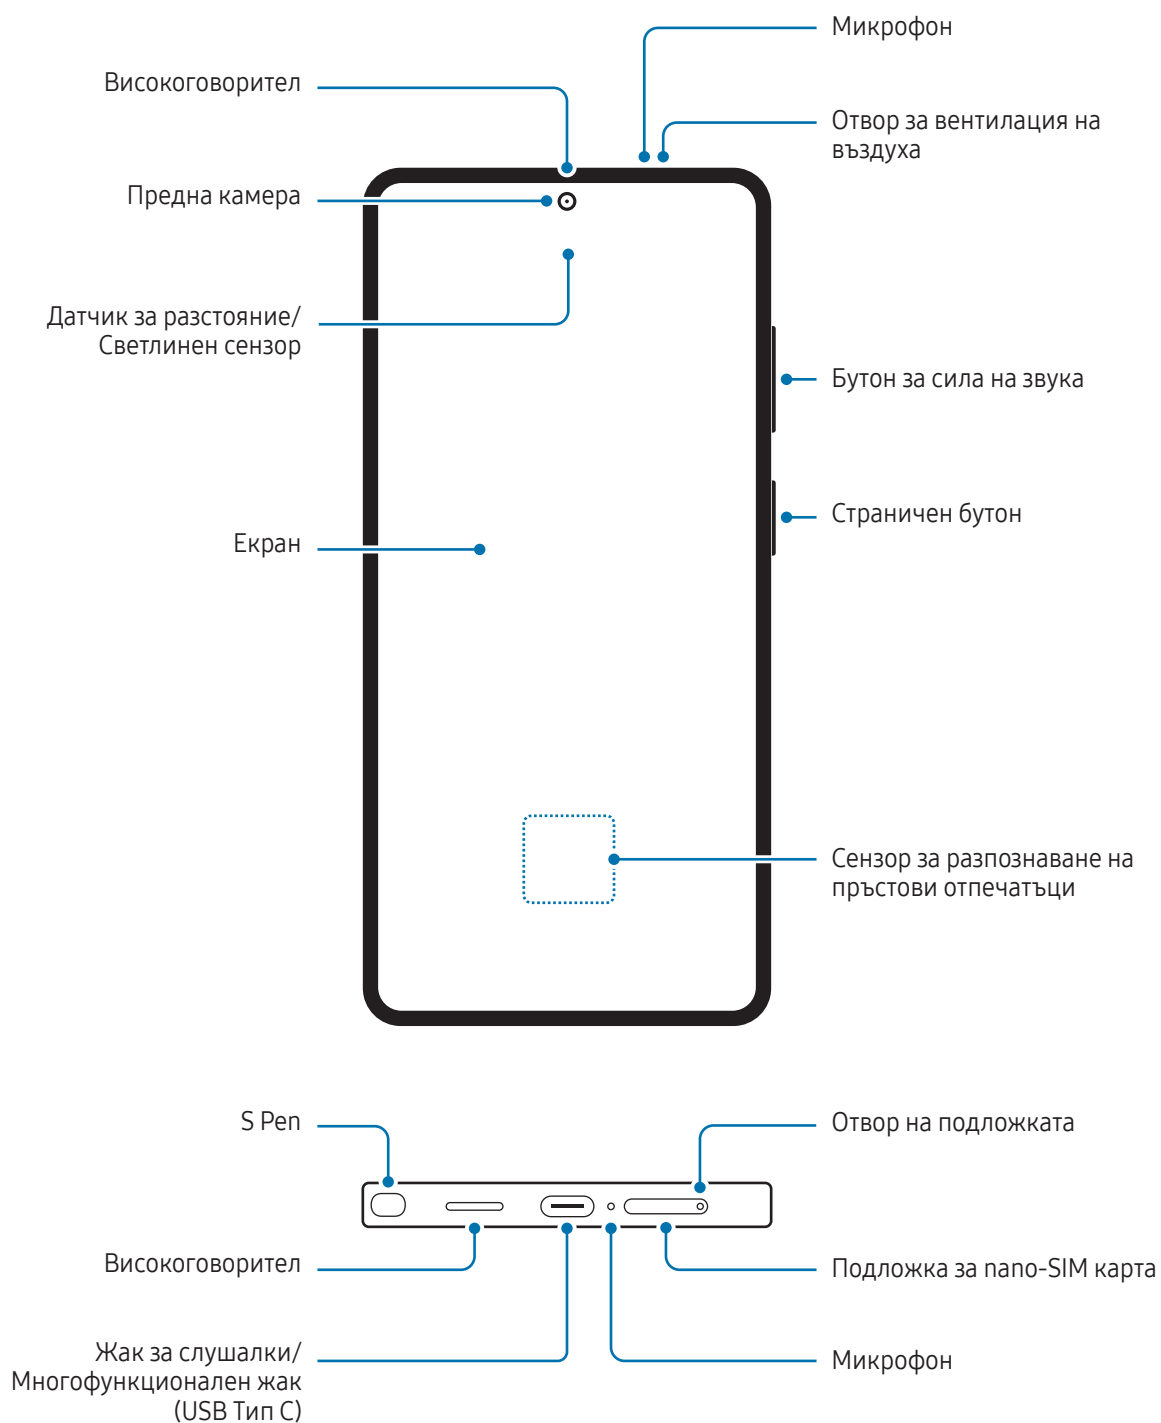 Микрофон
Високоговорител
Отвор за вентилация на
въздуха
Предна камера
Датчик за разстояние/
Светлинен сензор
Бутон за сила на звука
Страничен бутон
Екран
Сензор за разпознаване на
пръстови отпечатъци
S Pen
Отвор на подложката
Високоговорител
Подложка за nano-SIM карта
Жак за слушалки/
Многофункционален жак
(USB Тип C)
Микрофон